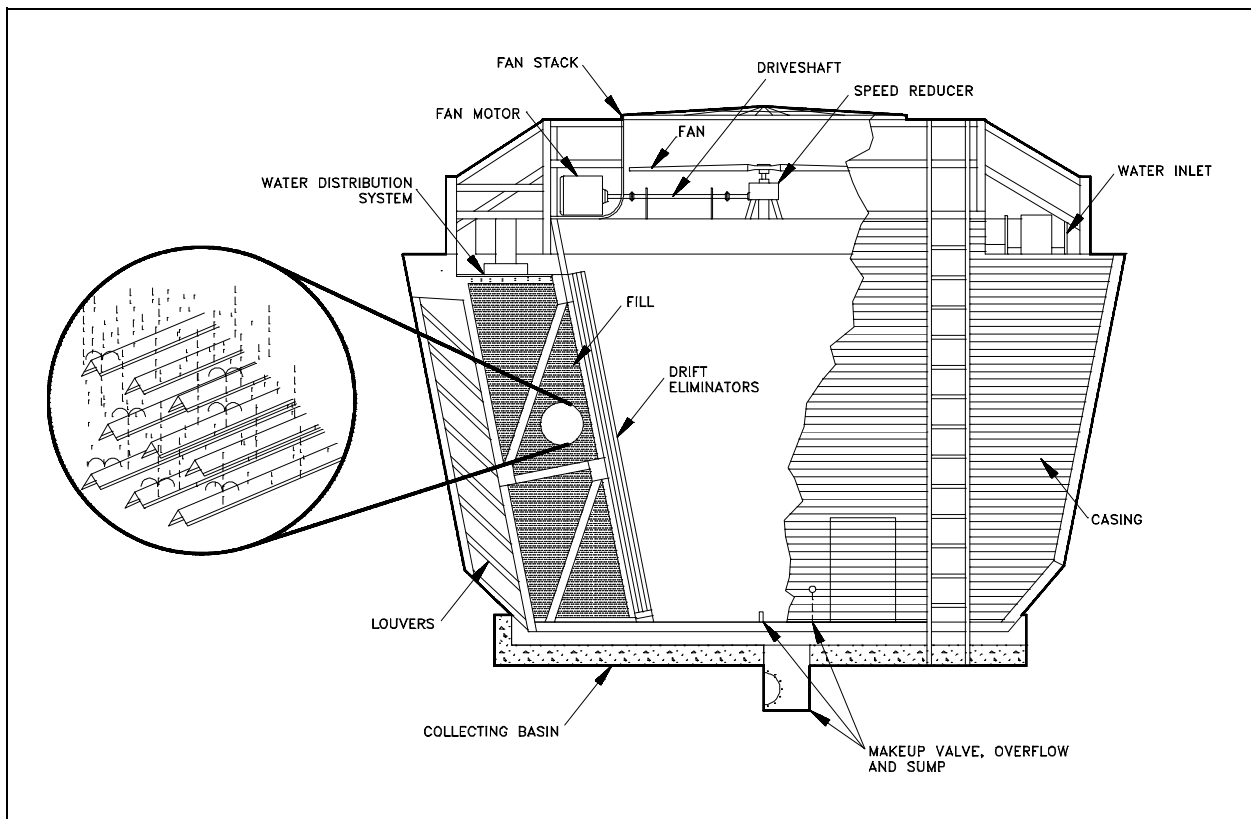 FAN STACK
DRIVESHAFT
SPEED REDUCER
FAN MOTOR
FAN
WATER DISTRIBUTION
SYSTEM
WATER INLET
FILL
DRIFT
ELIMINATORS
CASING
LOUVERS
COLLECTING BASIN
MAKEUP VALVE, OVERFLOW
AND SUMP